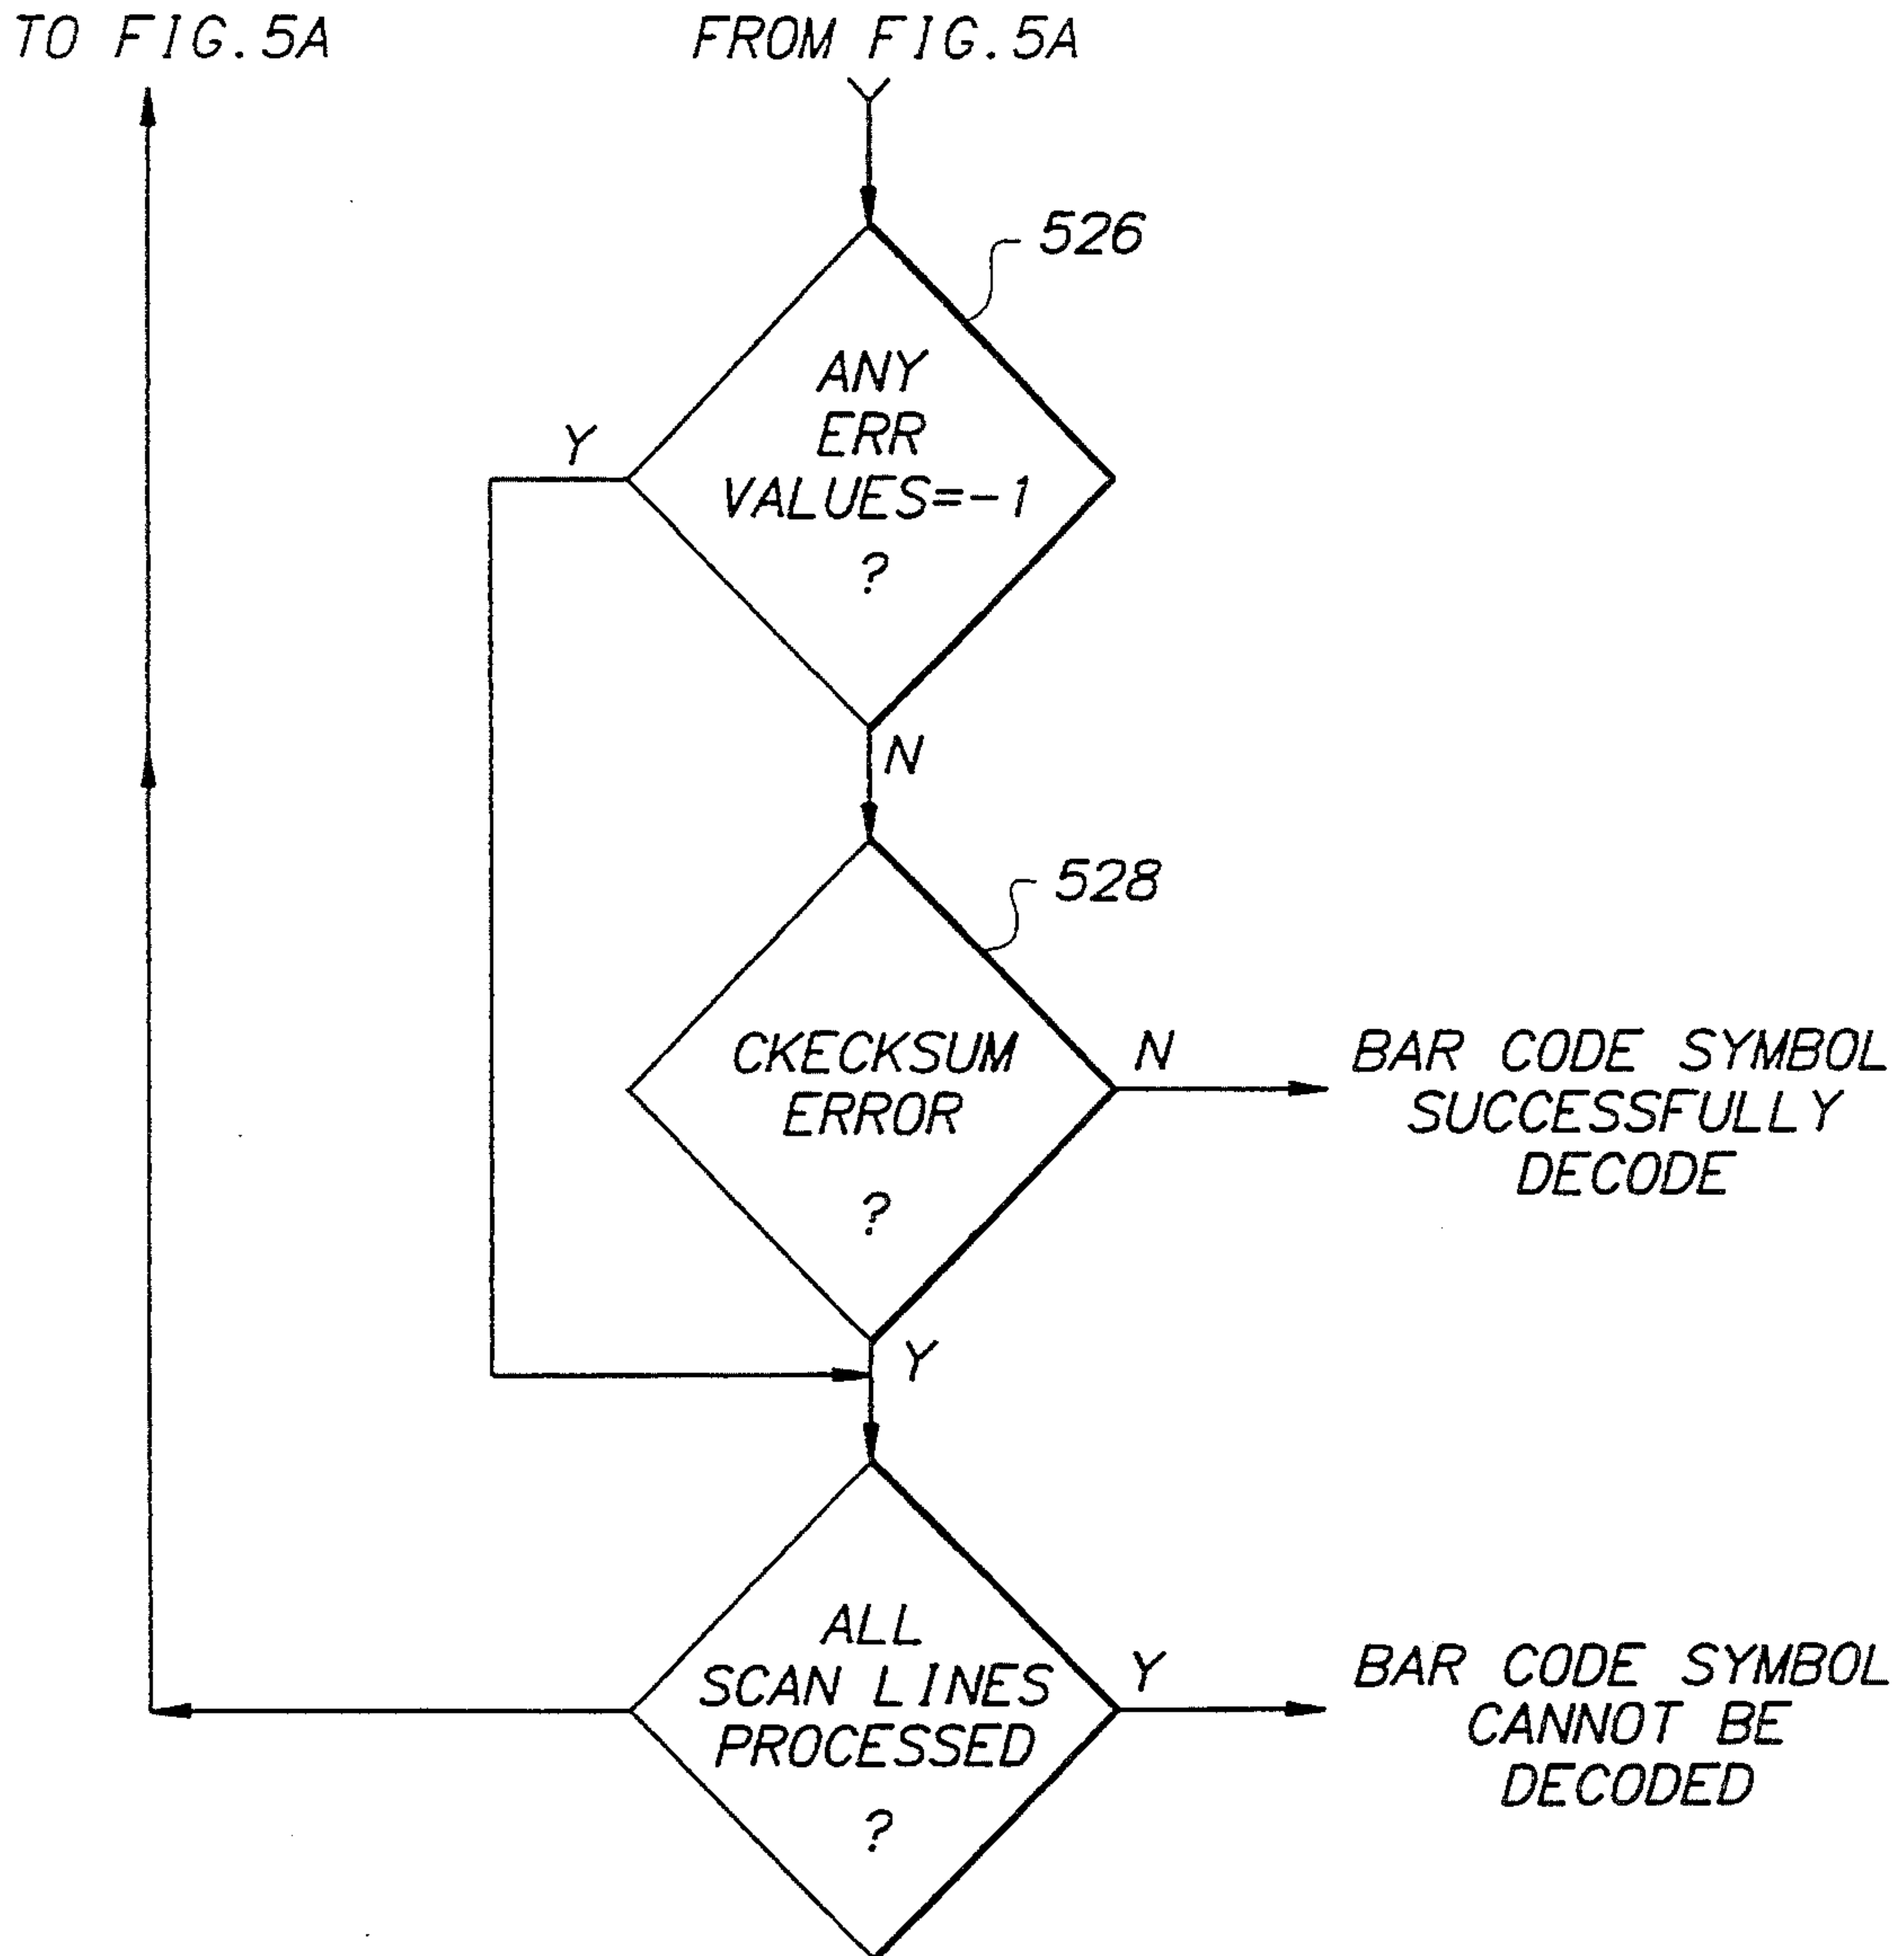 TO FIG.5A
FROM FIG.5A
Y
526
ANY
ERR
VALUES=-1
?
Y
N
528
CKECKSUM
ERROR
?
N
BAR CODE SYMBOL
SUCCESSFULLY
DECODE
Y
ALL
SCAN LINES
PROCESSED
?
Y
BAR CODE SYMBOL
CANNOT BE
DECODED